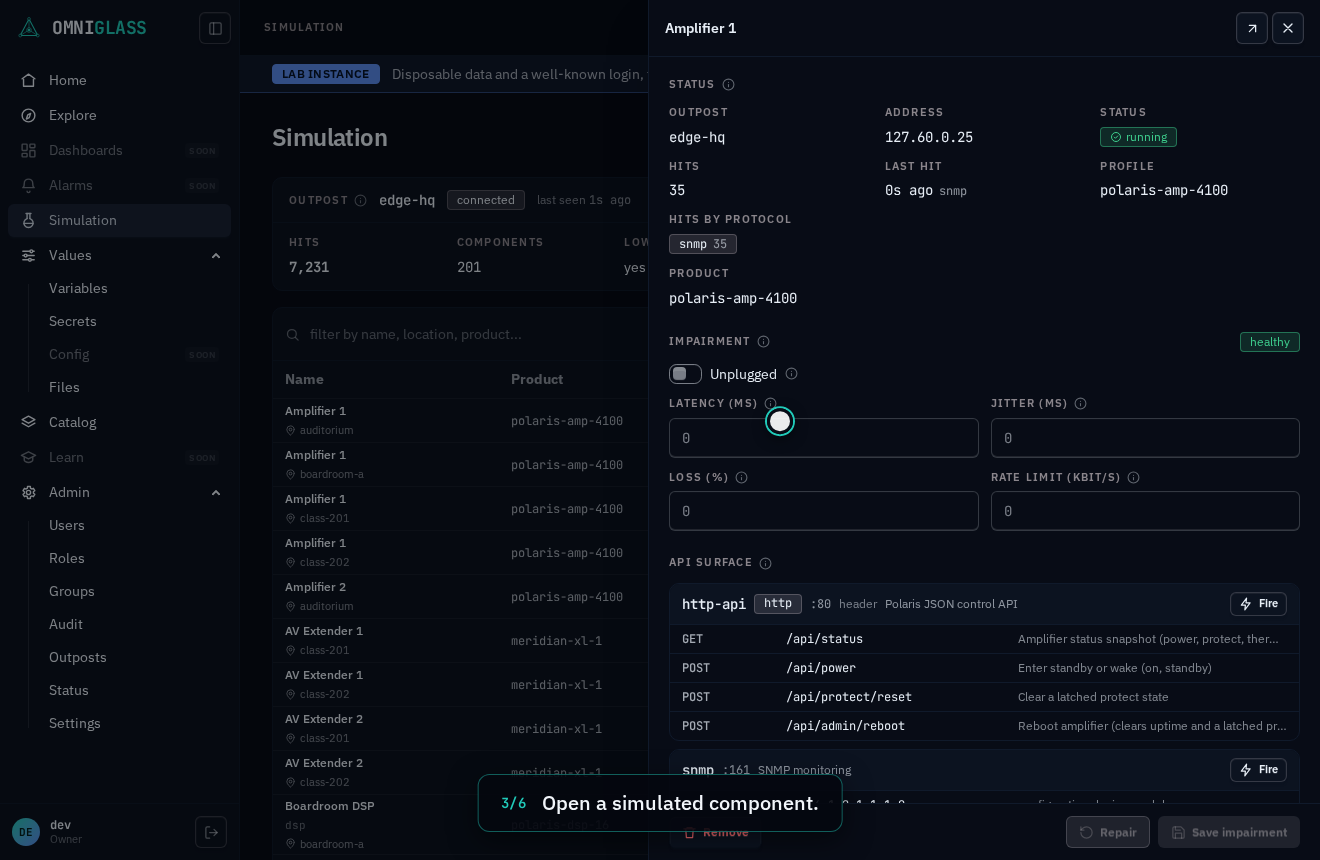 OMNIGLASS
Home
Explore
Dashboards SOON
Alarms SOON
Simulation
Values
Variables
Secrets
Config SOON
Files
Catalog
Learn SOON
Admin
Users
Roles
Groups
Audit
Outposts
Status
Settings
DE dev
Owner
SIMULATION
LAB INSTANCE Disposable data and a well-known login,
Simulation
OUTPOST edge-hq connected last seen 1s ago
HITS COMPONENTS LOW
7,231 201 yes
filter by name, location, product...
Name Product
Amplifier 1 polaris-amp-4100
auditorium
Amplifier 1 polaris-amp-4100
boardroom-a
Amplifier 1 polaris-amp-4100
class-201
Amplifier 1 polaris-amp-4100
class-202
Amplifier 2 polaris-amp-4100
auditorium
AV Extender 1 meridian-xl-1
class-201
AV Extender 1 meridian-xl-1
class-202
AV Extender 2 meridian-xl-1
class-201
AV Extender 2 meridian-xl-1
class-202
Boardroom DSP
dsp
boardroom-a
Amplifier 1
STATUS
OUTPOST ADDRESS STATUS
edge-hq 127.60.0.25 running
HITS LAST HIT PROFILE
35 0s ago snmp polaris-amp-4100
HITS BY PROTOCOL
snmp 35
PRODUCT
polaris-amp-4100
IMPAIRMENT healthy
Unplugged
LATENCY (MS) JITTER (MS)
0 0
LOSS (%) RATE LIMIT (KBIT/S)
0 0
API SURFACE
http-api http :80 header Polaris JSON control API Fire
GET /api/status Amplifier status snapshot (power, protect, ther...
POST /api/power Enter standby or wake (on, standby)
POST /api/protect/reset Clear a latched protect state
POST /api/admin/reboot Reboot amplifier (clears uptime and a latched pr...
snmp :161 SNMP monitoring Fire
3/6 Open a simulated component.
Remove Repair Save impairment